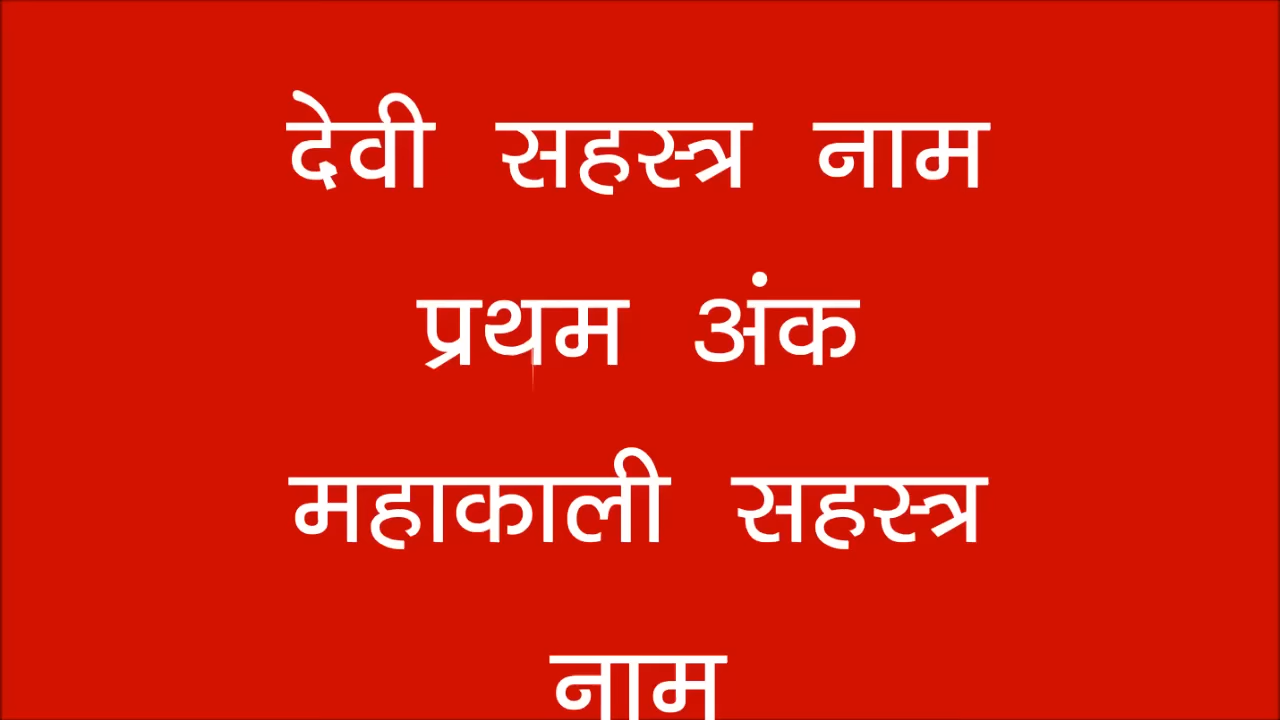 देवी सहस्त्र नाम
प्रथम अंक
महाकाली सहस्त्र
नाम